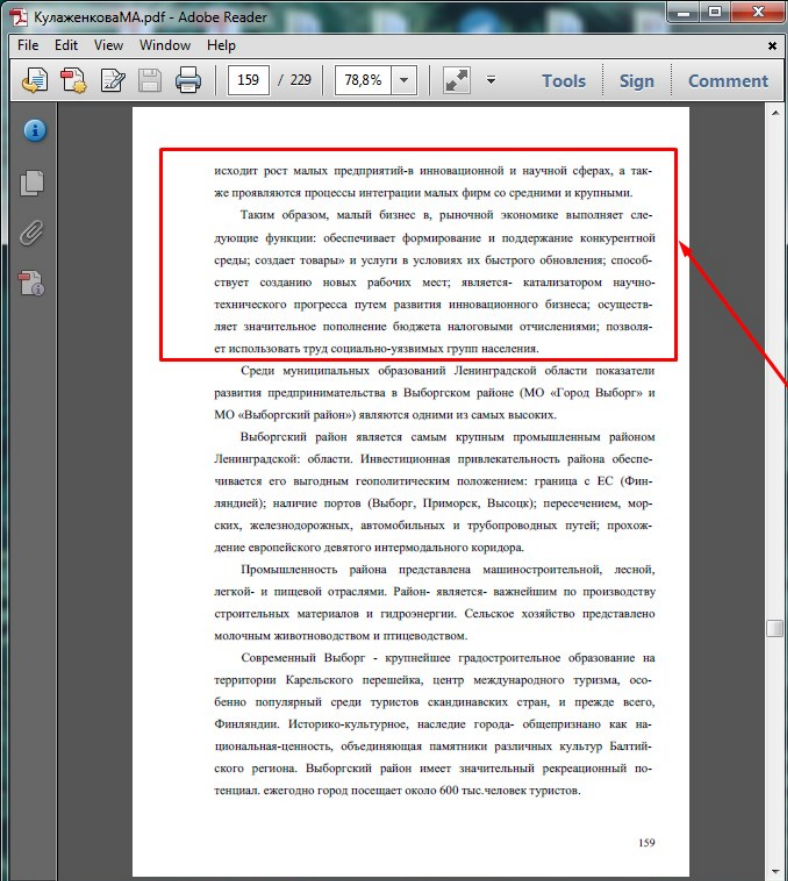 КулаженковаМА.pdf - Adobe Reader
File Edit View Window Help
159 / 229 78,8% Tools Sign Comment
исходит рост малых предприятий-в инновационной и научной сферах, а так-
же проявляются процессы интеграции малых фирм со средними и крупными.
Таким образом, малый бизнес в, рыночной экономике выполняет сле-
дующие функции: обеспечивает формирование и поддержание конкурентной
среды; создает товары» и услуги в условиях их быстрого обновления; способ-
ствует созданию новых рабочих мест; является- катализатором научно-
технического прогресса путем развития инновационного бизнеса; осуществ-
ляет значительное пополнение бюджета налоговыми отчислениями; позволя-
ет использовать труд социально-уязвимых групп населения.
Среди муниципальных образований Ленинградской области показатели
развития предпринимательства в Выборгском районе (МО «Город Выборг» и
МО «Выборгский район») являются одними из самых высоких.
Выборгский район является самым крупным промышленным районом
Ленинградской: области. Инвестиционная привлекательность района обеспе-
чивается его выгодным геополитическим положением: граница с ЕС (Фин-
ляндией); наличие портов (Выборг, Приморск, Высоцк); пересечением, мор-
ских, железнодорожных, автомобильных и трубопроводных путей; прохож-
дение европейского девятого интермодального коридора.
Промышленность района представлена машиностроительной, лесной,
легкой- и пищевой отраслями. Район- является- важнейшим по производству
строительных материалов и гидроэнергии. Сельское хозяйство представлено
молочным животноводством и птицеводством.
Современный Выборг - крупнейшее градостроительное образование на
территории Карельского перешейка, центр международного туризма, осо-
бенно популярный среди туристов скандинавских стран, и прежде всего,
Финляндии. Историко-культурное, наследие города- общепризнано как на-
циональная-ценность, объединяющая памятники различных культур Балтий-
ского региона. Выборгский район имеет значительный рекреационный по-
тенциал. ежегодно город посещает около 600 тыс.человек туристов.
159